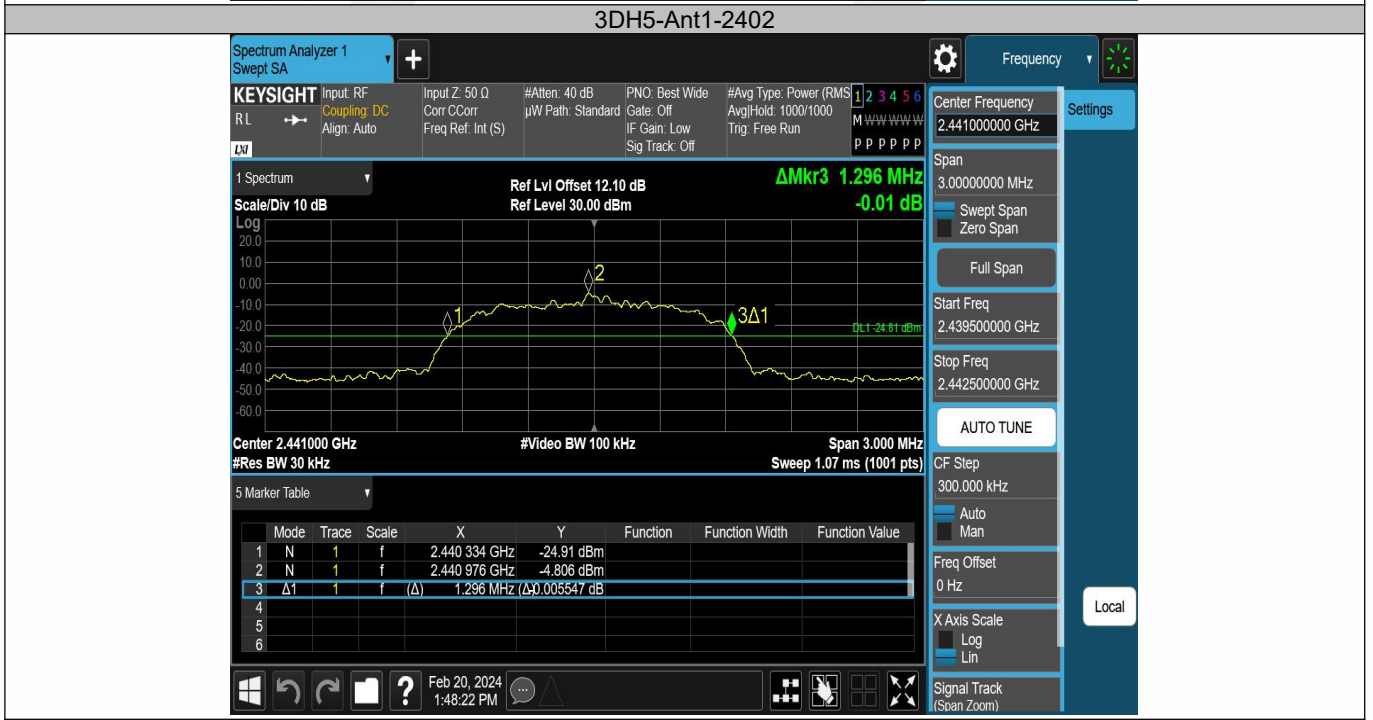 3DH5-Ant1-2402
Spectrum Analyzer 1
Swept SA
+
Frequency
KEYSIGHT
RL
LXI
Input: RF
Coupling: DC
Align: Auto
Input Z: 50 Ω
Corr CCorr
Freq Ref: Int (S)
#Atten: 40 dB
µW Path: Standard
PNO: Best Wide
Gate: Off
IF Gain: Low
Sig Track: Off
#Avg Type: Power (RMS
Avg|Hold: 1000/1000
Trig: Free Run
1 2 3 4 5 6
M W W W W W
P P P P P P
1 Spectrum
Scale/Div 10 dB
Ref Lvl Offset 12.10 dB
Ref Level 30.00 dBm
ΔMkr3 1.296 MHz
-0.01 dB
Log
20.0
10.0
0.00
-10.0
-20.0
-30.0
-40.0
-50.0
-60.0
1
2
3Δ1
DL1 -24.81 dBm
Center 2.441000 GHz
#Video BW 100 kHz
Span 3.000 MHz
#Res BW 30 kHz
Sweep 1.07 ms (1001 pts)
5 Marker Table
Mode Trace Scale X Y Function Function Width Function Value
1 N 1 f 2.440 334 GHz -24.91 dBm
2 N 1 f 2.440 976 GHz -4.806 dBm
3 Δ1 1 f (Δ) 1.296 MHz (Δ)-0.005547 dB
4
5
6
?
Feb 20, 2024
1:48:22 PM
Center Frequency
2.441000000 GHz
Settings
Span
3.00000000 MHz
Swept Span
Zero Span
Full Span
Start Freq
2.439500000 GHz
Stop Freq
2.442500000 GHz
AUTO TUNE
CF Step
300.000 kHz
Auto
Man
Freq Offset
0 Hz
Local
X Axis Scale
Log
Lin
Signal Track
(Span Zoom)